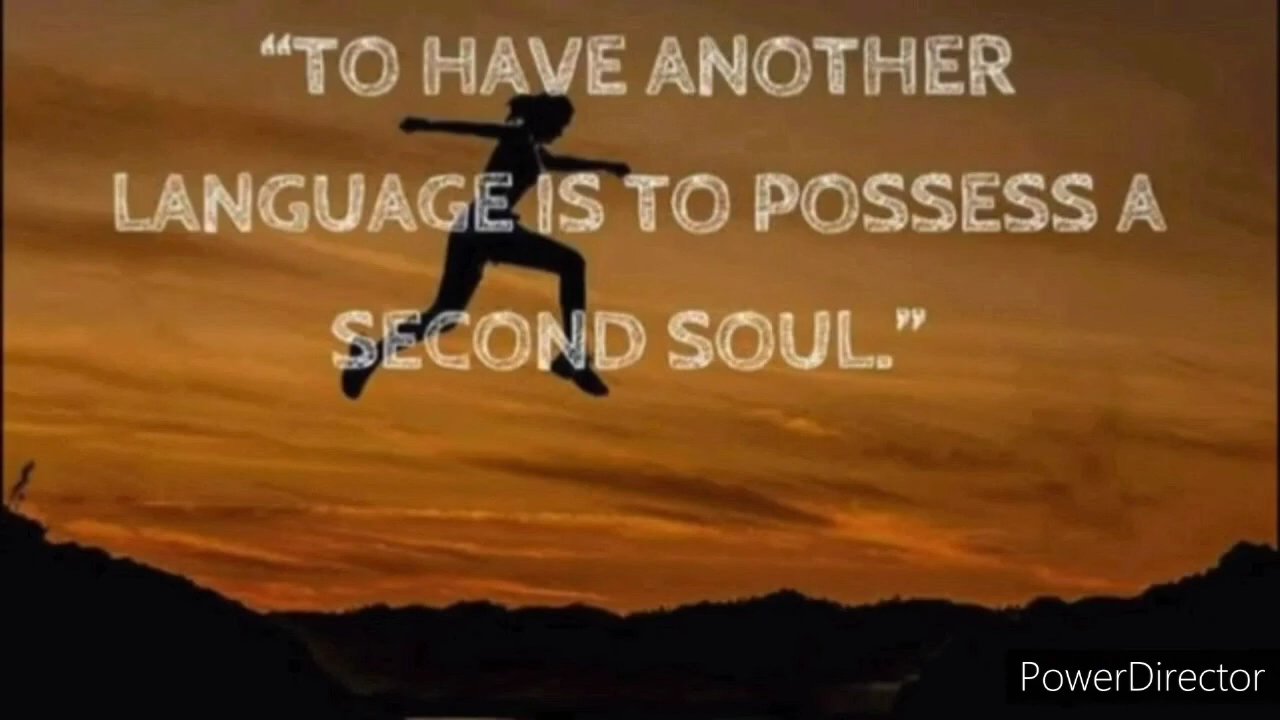 “TO HAVE ANOTHER
LANGUAGE IS TO POSSESS A
SECOND SOUL.”
PowerDirector